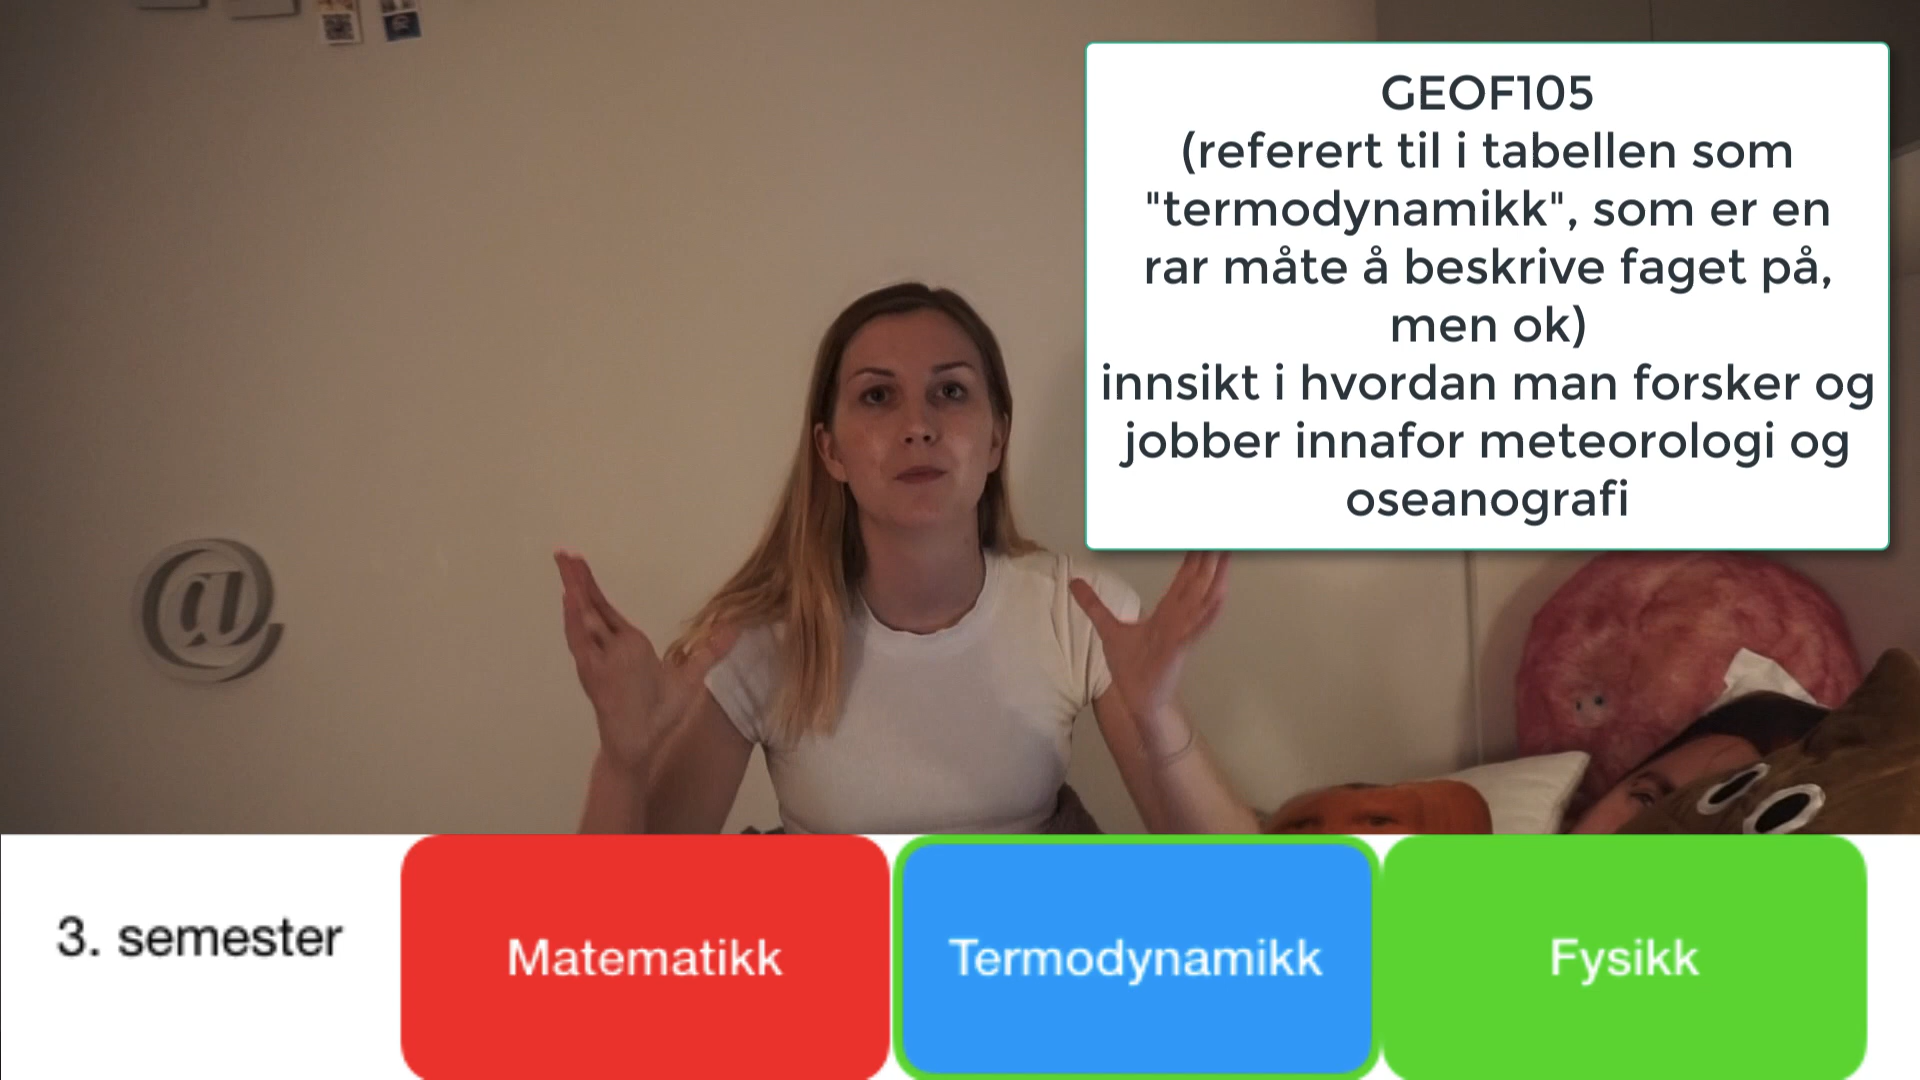 GEOF105
(referert til i tabellen som
"termodynamikk", som er en
rar måte å beskrive faget på,
men ok)
innsikt i hvordan man forsker og
jobber innafor meteorologi og
oseanografi
@
3. semester
Matematikk
Termodynamikk
Fysikk